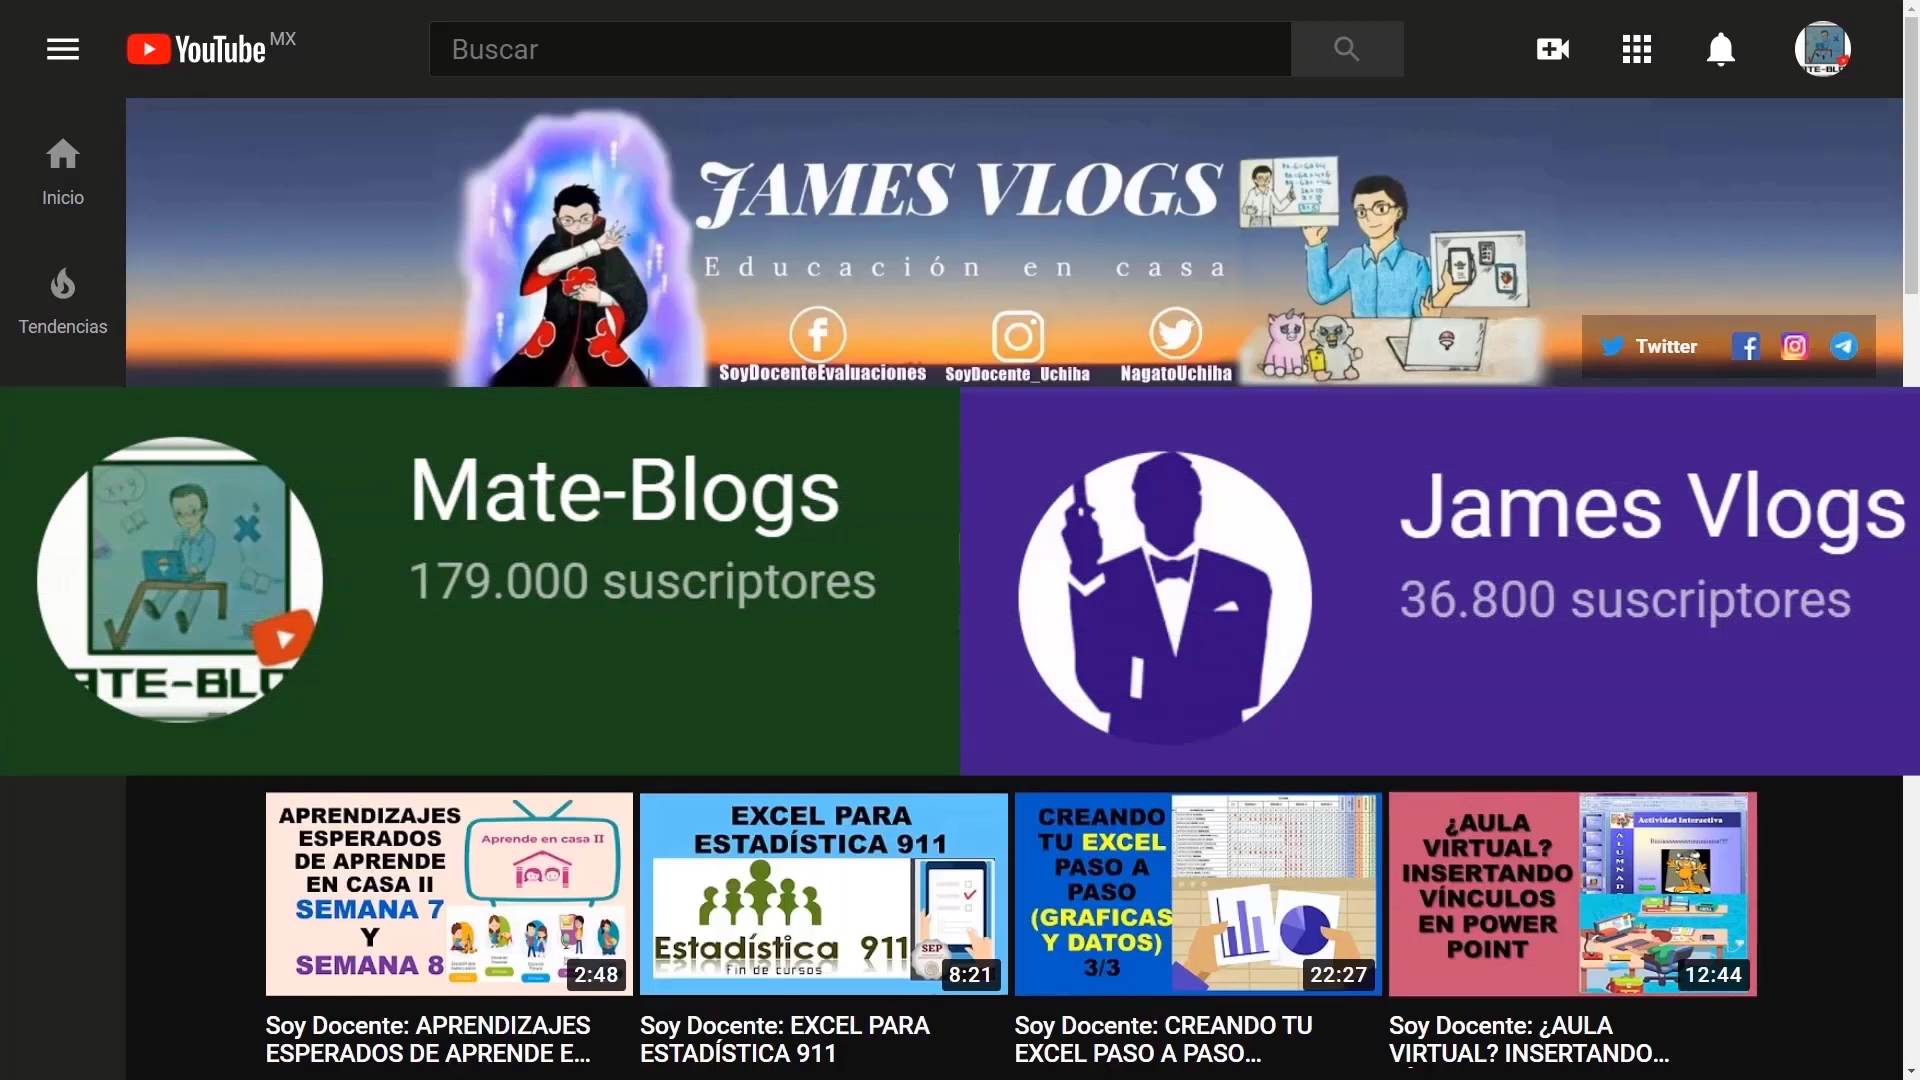 YouTube MX
Buscar
Inicio
Tendencias
JAMES VLOGS
Educación en casa
SoyDocenteEvaluaciones
SoyDocente_Uchiha
NagatoUchiha
Twitter
Mate-Blogs
179.000 suscriptores
ATE-BLO
James Vlogs
36.800 suscriptores
APRENDIZAJES
ESPERADOS
DE APRENDE
EN CASA II
SEMANA 7
Y
SEMANA 8
Aprende en casa II
2:48
EXCEL PARA
ESTADÍSTICA 911
Estadística 911
Fin de cursos
SEP
8:21
CREANDO
TU EXCEL
PASO A
PASO
(GRAFICAS
Y DATOS)
3/3
22:27
¿AULA
VIRTUAL?
INSERTANDO
VÍNCULOS
EN POWER
POINT
Actividad Interactiva
ALUMNAD
12:44
Soy Docente: APRENDIZAJES
ESPERADOS DE APRENDE E...
Soy Docente: EXCEL PARA
ESTADÍSTICA 911
Soy Docente: CREANDO TU
EXCEL PASO A PASO...
Soy Docente: ¿AULA
VIRTUAL? INSERTANDO...